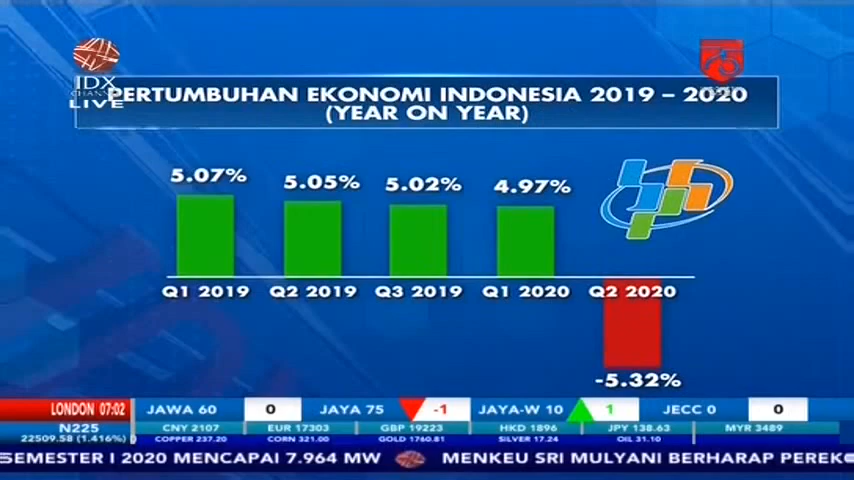 IDX
CHANNEL
LIVE
75
PERTUMBUHAN EKONOMI INDONESIA 2019 – 2020
(YEAR ON YEAR)
5.07% 5.05% 5.02% 4.97%
Q1 2019 Q2 2019 Q3 2019 Q1 2020 Q2 2020
-5.32%
LONDON 07:02 JAWA 60 0 JAYA 75 -1 JAYA-W 10 1 JECC 0 0
N225 CNY 2107 EUR 17303 GBP 19223 HKD 1896 JPY 138.63 MYR 3489
22509.58 (1.416%) COPPER 237.20 CORN 321.00 GOLD 1760.81 SILVER 17.24 OIL 31.10
SEMESTER I 2020 MENCAPAI 7.964 MW MENKEU SRI MULYANI BERHARAP PEREK